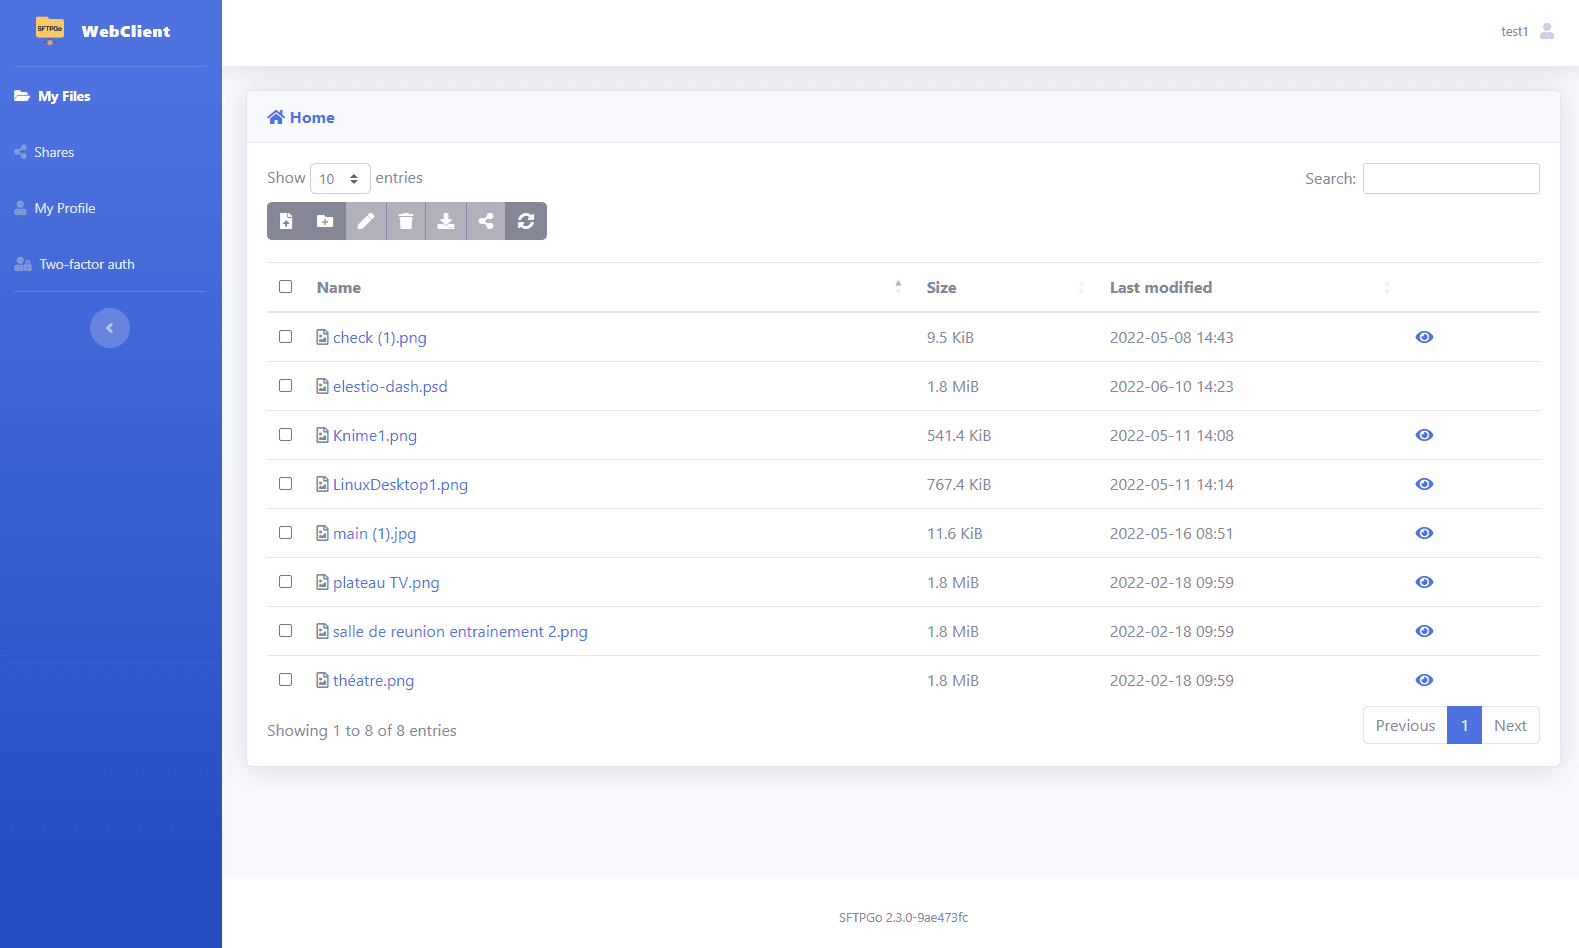 SFTPGo WebClient
test1
My Files
Shares
My Profile
Two-factor auth
Home
Show 10 entries
Search:
Name Size Last modified
check (1).png 9.5 KiB 2022-05-08 14:43
elestio-dash.psd 1.8 MiB 2022-06-10 14:23
Knime1.png 541.4 KiB 2022-05-11 14:08
LinuxDesktop1.png 767.4 KiB 2022-05-11 14:14
main (1).jpg 11.6 KiB 2022-05-16 08:51
plateau TV.png 1.8 MiB 2022-02-18 09:59
salle de reunion entrainement 2.png 1.8 MiB 2022-02-18 09:59
théatre.png 1.8 MiB 2022-02-18 09:59
Showing 1 to 8 of 8 entries
Previous 1 Next
SFTPGo 2.3.0-9ae473fc